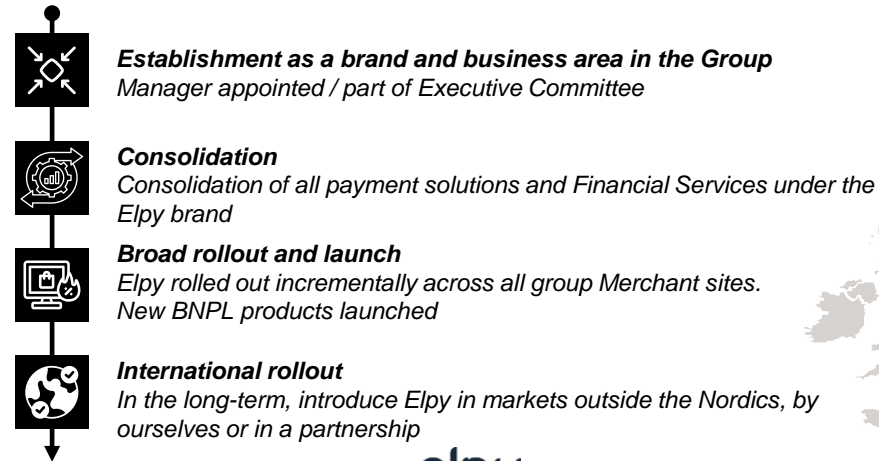 Establishment as a brand and business area in the Group
Manager appointed / part of Executive Committee
Consolidation
Consolidation of all payment solutions and Financial Services under the
Elpy brand
Broad rollout and launch
Elpy rolled out incrementally across all group Merchant sites.
New BNPL products launched
International rollout
In the long-term, introduce Elpy in markets outside the Nordics, by
ourselves or in a partnership